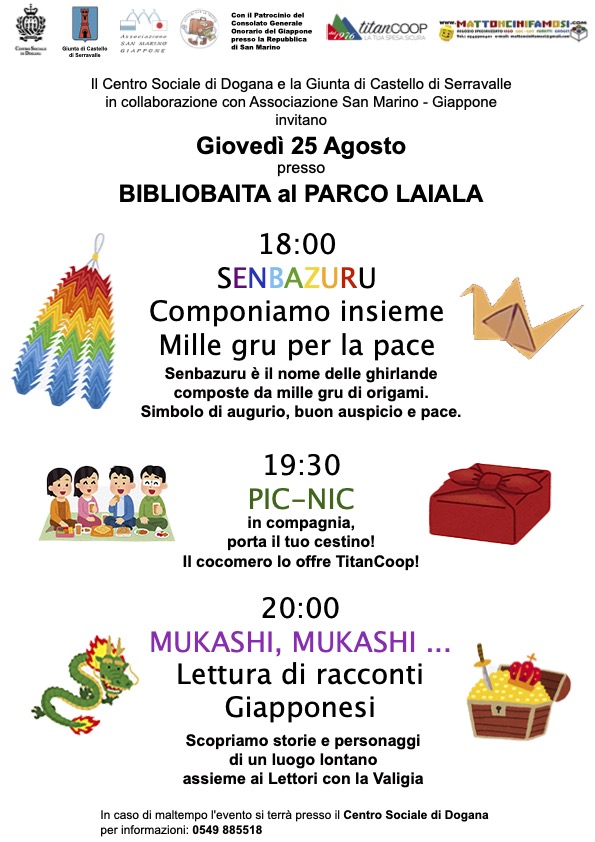 CENTRO SOCIALE
DI DOGANA
Giunta di Castello
di Serravalle
Associazione
SAN MARINO
GIAPPONE
Con il Patrocinio del
Consolato Generale
Onorario del Giappone
presso la Repubblica
di San Marino
dal 1976
titanCOOP
LA TUA SPESA SICURA
www.MATTONCINIFAMOSI.com
Il Centro Sociale di Dogana e la Giunta di Castello di Serravalle
in collaborazione con Associazione San Marino - Giappone
invitano
Giovedì 25 Agosto
presso
BIBLIOBAITA al PARCO LAIALA
18:00
SENBAZURU
Componiamo insieme
Mille gru per la pace
Senbazuru è il nome delle ghirlande
composte da mille gru di origami.
Simbolo di augurio, buon auspicio e pace.
19:30
PIC-NIC
in compagnia,
porta il tuo cestino!
Il cocomero lo offre TitanCoop!
20:00
MUKASHI, MUKASHI ...
Lettura di racconti
Giapponesi
Scopriamo storie e personaggi
di un luogo lontano
assieme ai Lettori con la Valigia
In caso di maltempo l'evento si terrà presso il Centro Sociale di Dogana
per informazioni: 0549 885518